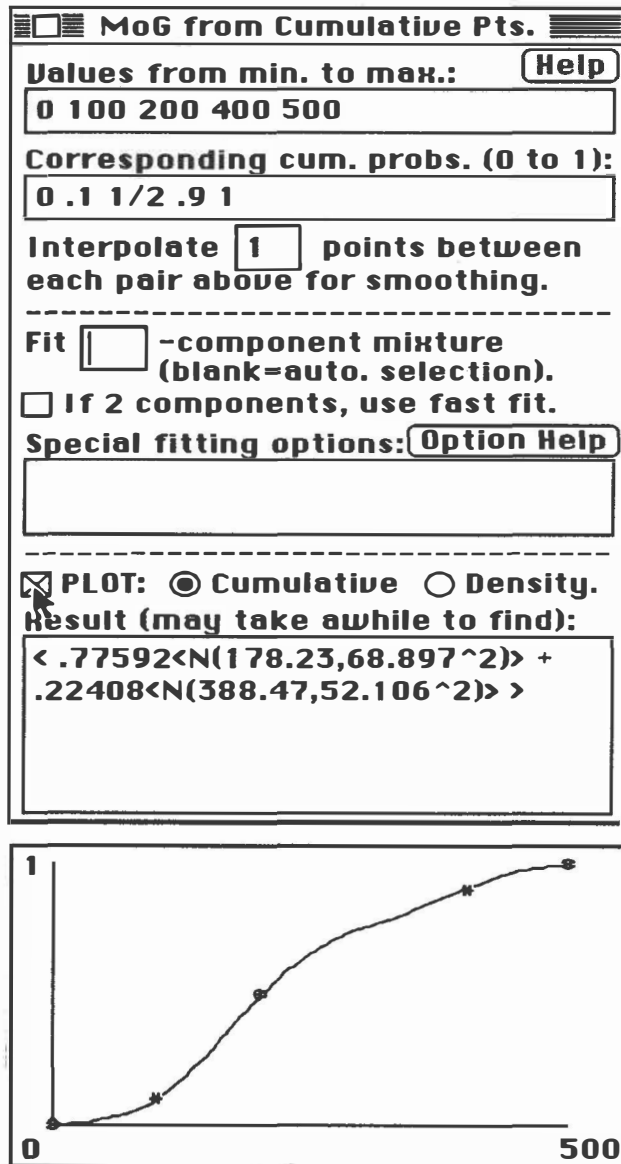 MoG from Cumulative Pts.
Values from min. to max.: Help
0 100 200 400 500
Corresponding cum. probs. (0 to 1):
0 .1 1/2 .9 1
Interpolate 1 points between
each pair above for smoothing.
Fit -component mixture
(blank=auto. selection).
If 2 components, use fast fit.
Special fitting options: Option Help
PLOT: Cumulative Density.
Result (may take awhile to find):
< .77592<N(178.23,68.897^2)> +
.22408<N(388.47,52.106^2)> >
1
0 500